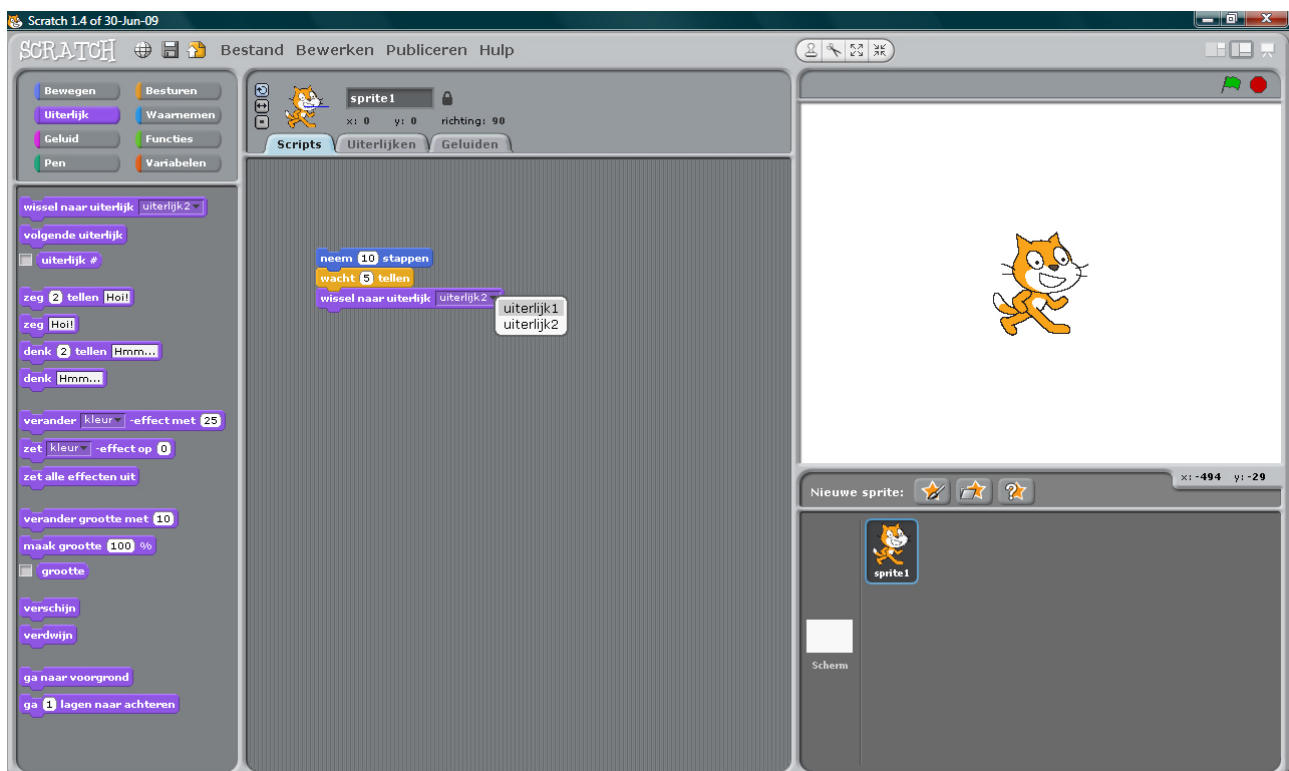 Scratch 1.4 of 30-Jun-09
SCRATCH Bestand Bewerken Publiceren Hulp
Bewegen Besturen
Uiterlijk Waarnemen
Geluid Functies
Pen Variabelen
wissel naar uiterlijk uiterlijk2
volgende uiterlijk
uiterlijk #
zeg 2 tellen Hoi!
zeg Hoi!
denk 2 tellen Hmm...
denk Hmm...
verander kleur -effect met 25
zet kleur -effect op 0
zet alle effecten uit
verander grootte met 10
maak grootte 100 %
grootte
verschijn
verdwijn
ga naar voorgrond
ga 1 lagen naar achteren
sprite1
x: 0 y: 0 richting: 90
Scripts Uiterlijken Geluiden
neem 10 stappen
wacht 5 tellen
wissel naar uiterlijk uiterlijk2
uiterlijk1
uiterlijk2
x: -494 y: -29
Nieuwe sprite:
sprite1
Scherm